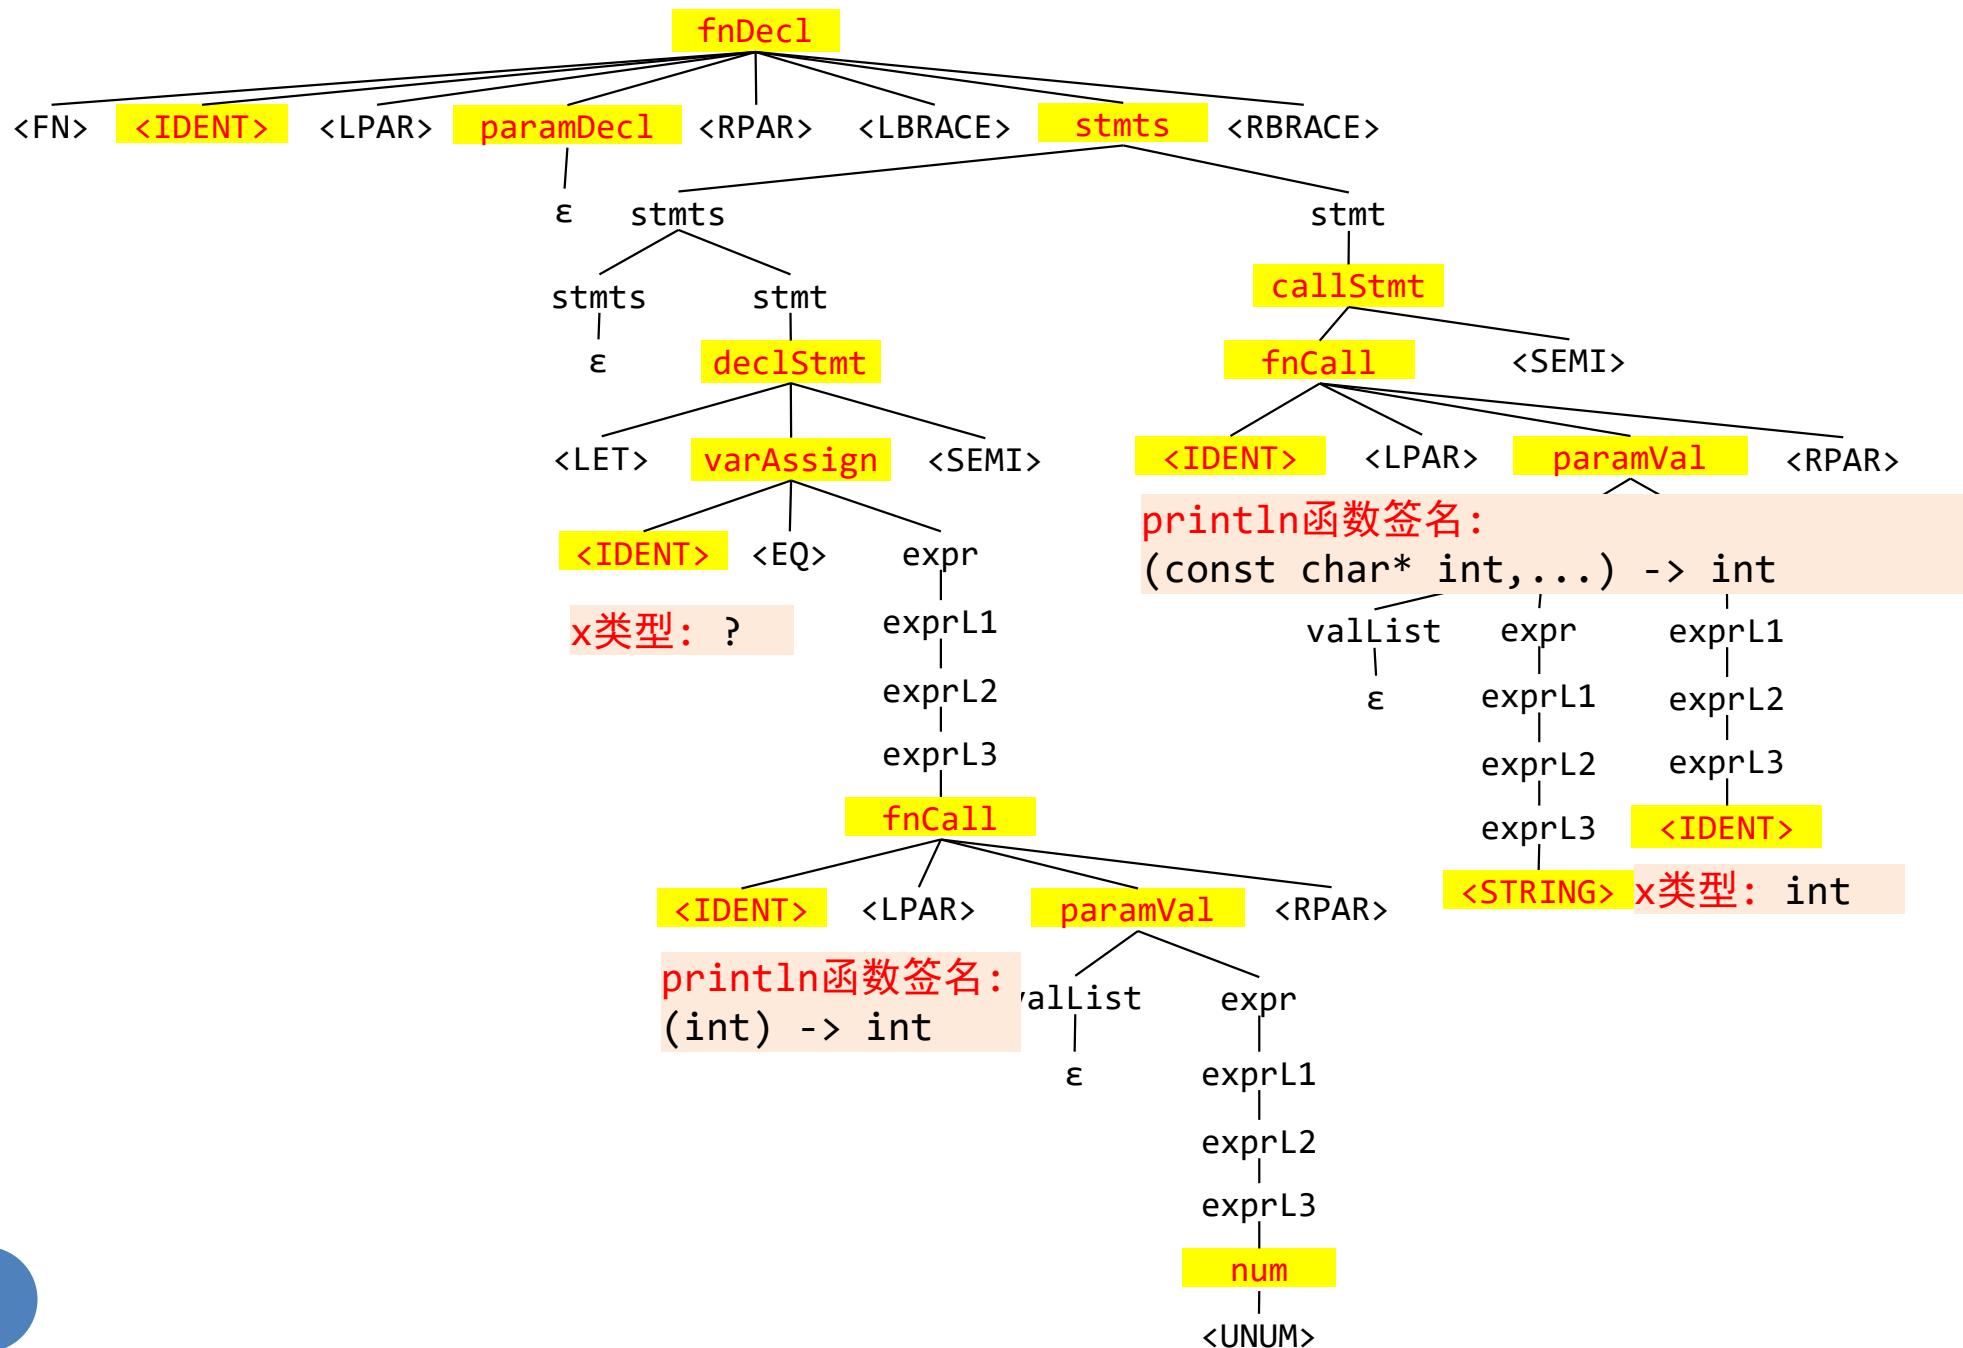 fnDecl
<FN> <IDENT> <LPAR> paramDecl <RPAR> <LBRACE> stmts <RBRACE>
ε stmts stmt
stmts stmt callStmt
ε declStmt fnCall <SEMI>
<LET> varAssign <SEMI> <IDENT> <LPAR> paramVal <RPAR>
println函数签名:
(const char* int,...) -> int
<IDENT> <EQ> expr
x类型: ? exprL1 valList expr exprL1
exprL2 ε exprL1 exprL2
exprL3 exprL2 exprL3
fnCall exprL3 <IDENT>
<IDENT> <LPAR> paramVal <RPAR> <STRING> x类型: int
println函数签名:
(int) -> int
alList expr
ε exprL1
exprL2
exprL3
num
<UNUM>